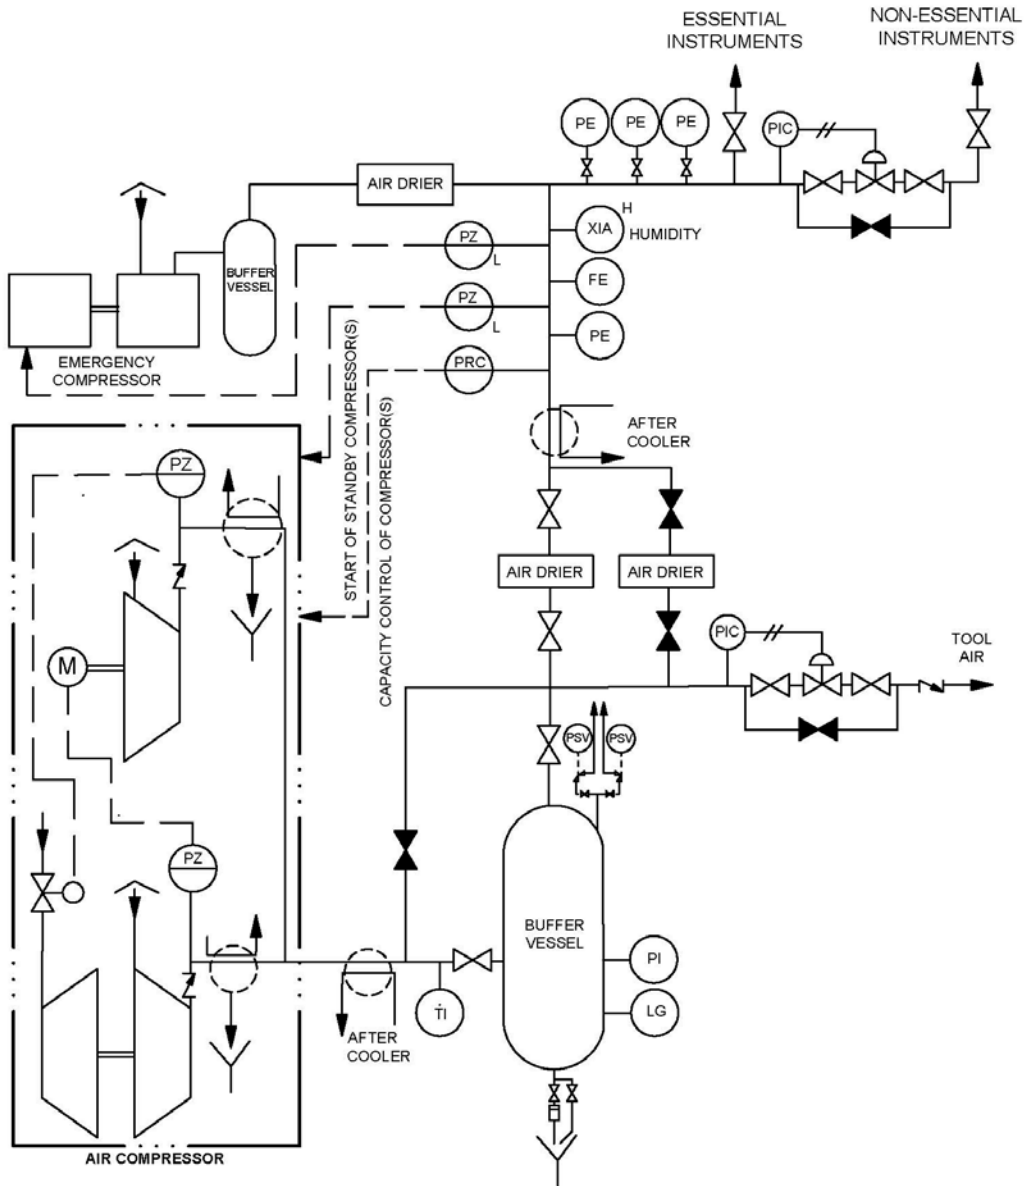 ESSENTIAL
INSTRUMENTS
NON-ESSENTIAL
INSTRUMENTS
PE
PE
PE
PIC
AIR DRIER
XIA
H
HUMIDITY
PZ
L
BUFFER
VESSEL
FE
PZ
L
PE
EMERGENCY
COMPRESSOR
PRC
START OF STANDBY COMPRESSOR(S)
CAPACITY CONTROL OF COMPRESSOR(S)
AFTER
COOLER
PZ
AIR DRIER
AIR DRIER
M
PIC
TOOL
AIR
PSV
PSV
PZ
BUFFER
VESSEL
PI
TI
LG
AFTER
COOLER
AIR COMPRESSOR